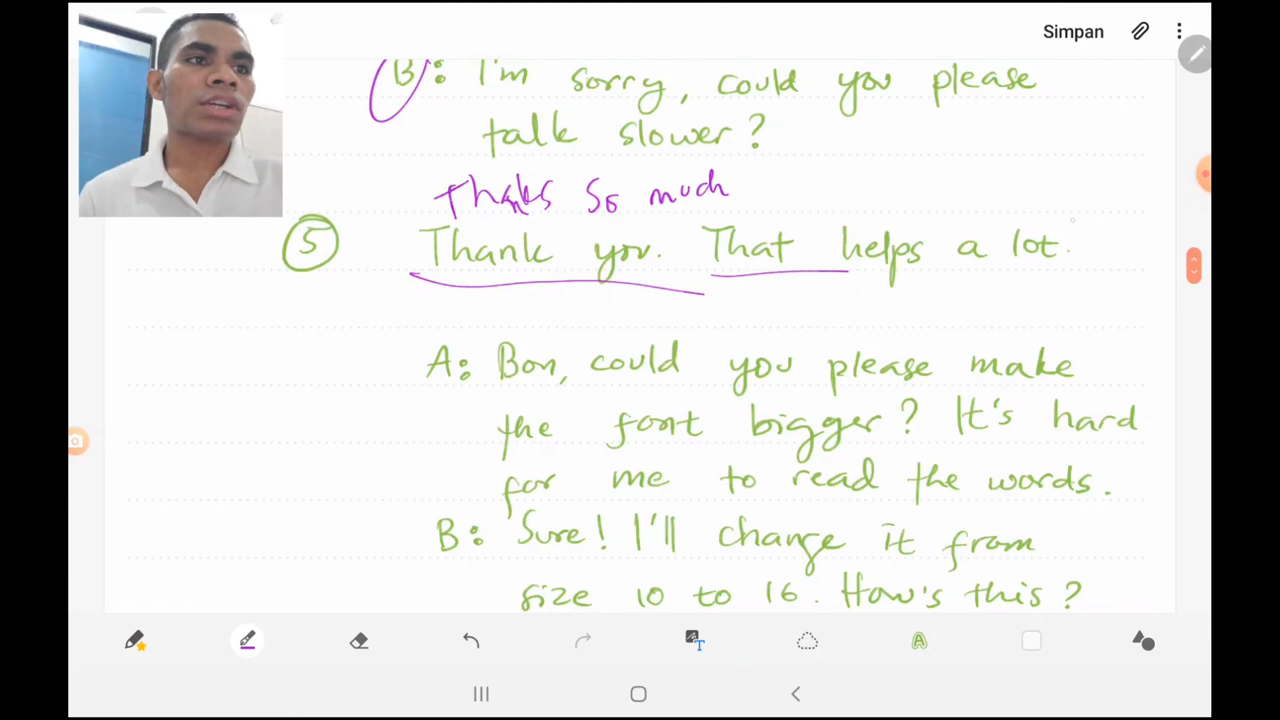 Simpan
B: I'm sorry, could you please
talk slower?
Thanks so much
5 Thank you. That helps a lot.
A: Bon, could you please make
the font bigger? It's hard
for me to read the words.
B: Sure! I'll change it from
size 10 to 16. How's this?